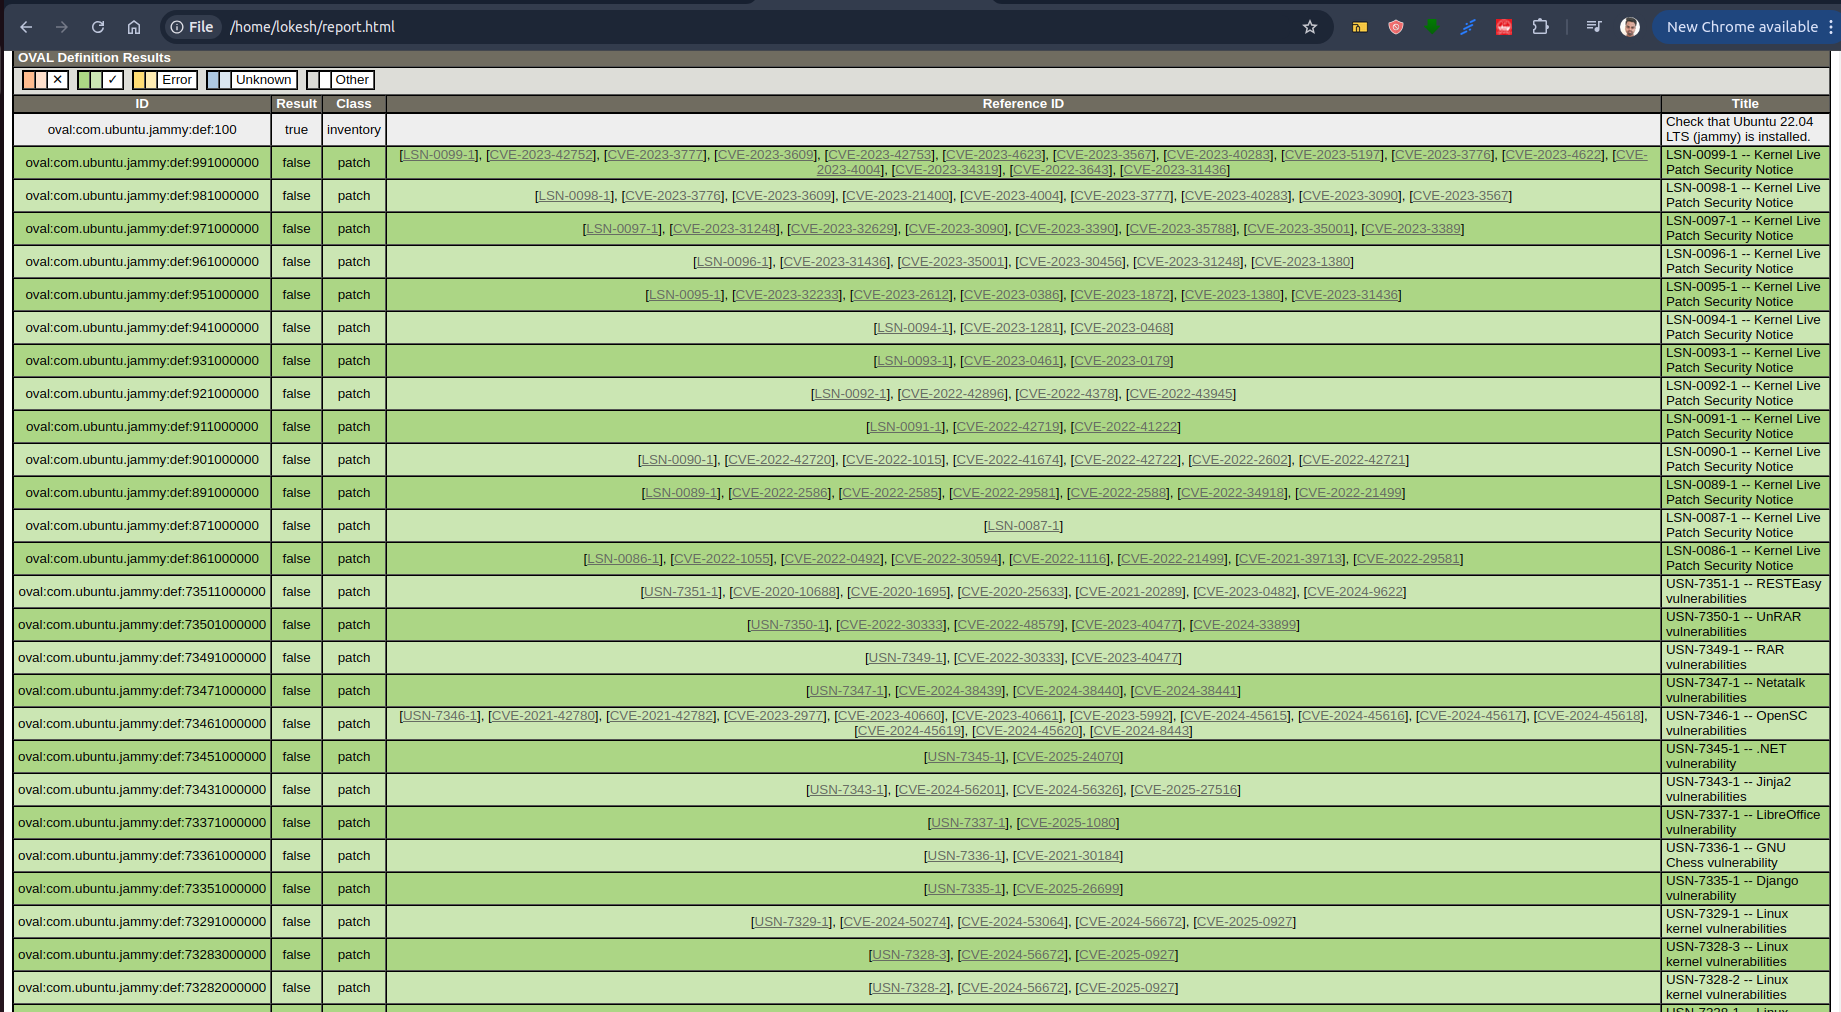 File /home/lokesh/report.html New Chrome available
OVAL Definition Results
✕ ✓ Error Unknown Other
ID Result Class Reference ID Title
oval:com.ubuntu.jammy:def:100 true inventory Check that Ubuntu 22.04
LTS (jammy) is installed.
oval:com.ubuntu.jammy:def:991000000 false patch [LSN-0099-1], [CVE-2023-42752], [CVE-2023-3777], [CVE-2023-3609], [CVE-2023-42753], [CVE-2023-4623], [CVE-2023-3567], [CVE-2023-40283], [CVE-2023-5197], [CVE-2023-3776], [CVE-2023-4622], [CVE-
2023-4004], [CVE-2023-34319], [CVE-2022-3643], [CVE-2023-31436]
LSN-0099-1 -- Kernel Live
Patch Security Notice
oval:com.ubuntu.jammy:def:981000000 false patch [LSN-0098-1], [CVE-2023-3776], [CVE-2023-3609], [CVE-2023-21400], [CVE-2023-4004], [CVE-2023-3777], [CVE-2023-40283], [CVE-2023-3090], [CVE-2023-3567] LSN-0098-1 -- Kernel Live
Patch Security Notice
oval:com.ubuntu.jammy:def:971000000 false patch [LSN-0097-1], [CVE-2023-31248], [CVE-2023-32629], [CVE-2023-3090], [CVE-2023-3390], [CVE-2023-35788], [CVE-2023-35001], [CVE-2023-3389] LSN-0097-1 -- Kernel Live
Patch Security Notice
oval:com.ubuntu.jammy:def:961000000 false patch [LSN-0096-1], [CVE-2023-31436], [CVE-2023-35001], [CVE-2023-30456], [CVE-2023-31248], [CVE-2023-1380] LSN-0096-1 -- Kernel Live
Patch Security Notice
oval:com.ubuntu.jammy:def:951000000 false patch [LSN-0095-1], [CVE-2023-32233], [CVE-2023-2612], [CVE-2023-0386], [CVE-2023-1872], [CVE-2023-1380], [CVE-2023-31436] LSN-0095-1 -- Kernel Live
Patch Security Notice
oval:com.ubuntu.jammy:def:941000000 false patch [LSN-0094-1], [CVE-2023-1281], [CVE-2023-0468] LSN-0094-1 -- Kernel Live
Patch Security Notice
oval:com.ubuntu.jammy:def:931000000 false patch [LSN-0093-1], [CVE-2023-0461], [CVE-2023-0179] LSN-0093-1 -- Kernel Live
Patch Security Notice
oval:com.ubuntu.jammy:def:921000000 false patch [LSN-0092-1], [CVE-2022-42896], [CVE-2022-4378], [CVE-2022-43945] LSN-0092-1 -- Kernel Live
Patch Security Notice
oval:com.ubuntu.jammy:def:911000000 false patch [LSN-0091-1], [CVE-2022-42719], [CVE-2022-41222] LSN-0091-1 -- Kernel Live
Patch Security Notice
oval:com.ubuntu.jammy:def:901000000 false patch [LSN-0090-1], [CVE-2022-42720], [CVE-2022-1015], [CVE-2022-41674], [CVE-2022-42722], [CVE-2022-2602], [CVE-2022-42721] LSN-0090-1 -- Kernel Live
Patch Security Notice
oval:com.ubuntu.jammy:def:891000000 false patch [LSN-0089-1], [CVE-2022-2586], [CVE-2022-2585], [CVE-2022-29581], [CVE-2022-2588], [CVE-2022-34918], [CVE-2022-21499] LSN-0089-1 -- Kernel Live
Patch Security Notice
oval:com.ubuntu.jammy:def:871000000 false patch [LSN-0087-1] LSN-0087-1 -- Kernel Live
Patch Security Notice
oval:com.ubuntu.jammy:def:861000000 false patch [LSN-0086-1], [CVE-2022-1055], [CVE-2022-0492], [CVE-2022-30594], [CVE-2022-1116], [CVE-2022-21499], [CVE-2021-39713], [CVE-2022-29581] LSN-0086-1 -- Kernel Live
Patch Security Notice
oval:com.ubuntu.jammy:def:73511000000 false patch [USN-7351-1], [CVE-2020-10688], [CVE-2020-1695], [CVE-2020-25633], [CVE-2021-20289], [CVE-2023-0482], [CVE-2024-9622] USN-7351-1 -- RESTEasy
vulnerabilities
oval:com.ubuntu.jammy:def:73501000000 false patch [USN-7350-1], [CVE-2022-30333], [CVE-2022-48579], [CVE-2023-40477], [CVE-2024-33899] USN-7350-1 -- UnRAR
vulnerabilities
oval:com.ubuntu.jammy:def:73491000000 false patch [USN-7349-1], [CVE-2022-30333], [CVE-2023-40477] USN-7349-1 -- RAR
vulnerabilities
oval:com.ubuntu.jammy:def:73471000000 false patch [USN-7347-1], [CVE-2024-38439], [CVE-2024-38440], [CVE-2024-38441] USN-7347-1 -- Netatalk
vulnerabilities
oval:com.ubuntu.jammy:def:73461000000 false patch [USN-7346-1], [CVE-2021-42780], [CVE-2021-42782], [CVE-2023-2977], [CVE-2023-40660], [CVE-2023-40661], [CVE-2023-5992], [CVE-2024-45615], [CVE-2024-45616], [CVE-2024-45617], [CVE-2024-45618],
[CVE-2024-45619], [CVE-2024-45620], [CVE-2024-8443]
USN-7346-1 -- OpenSC
vulnerabilities
oval:com.ubuntu.jammy:def:73451000000 false patch [USN-7345-1], [CVE-2025-24070] USN-7345-1 -- .NET
vulnerability
oval:com.ubuntu.jammy:def:73431000000 false patch [USN-7343-1], [CVE-2024-56201], [CVE-2024-56326], [CVE-2025-27516] USN-7343-1 -- Jinja2
vulnerabilities
oval:com.ubuntu.jammy:def:73371000000 false patch [USN-7337-1], [CVE-2025-1080] USN-7337-1 -- LibreOffice
vulnerability
oval:com.ubuntu.jammy:def:73361000000 false patch [USN-7336-1], [CVE-2021-30184] USN-7336-1 -- GNU
Chess vulnerability
oval:com.ubuntu.jammy:def:73351000000 false patch [USN-7335-1], [CVE-2025-26699] USN-7335-1 -- Django
vulnerability
oval:com.ubuntu.jammy:def:73291000000 false patch [USN-7329-1], [CVE-2024-50274], [CVE-2024-53064], [CVE-2024-56672], [CVE-2025-0927] USN-7329-1 -- Linux
kernel vulnerabilities
oval:com.ubuntu.jammy:def:73283000000 false patch [USN-7328-3], [CVE-2024-56672], [CVE-2025-0927] USN-7328-3 -- Linux
kernel vulnerabilities
oval:com.ubuntu.jammy:def:73282000000 false patch [USN-7328-2], [CVE-2024-56672], [CVE-2025-0927] USN-7328-2 -- Linux
kernel vulnerabilities
USN-7328-1 -- Linux